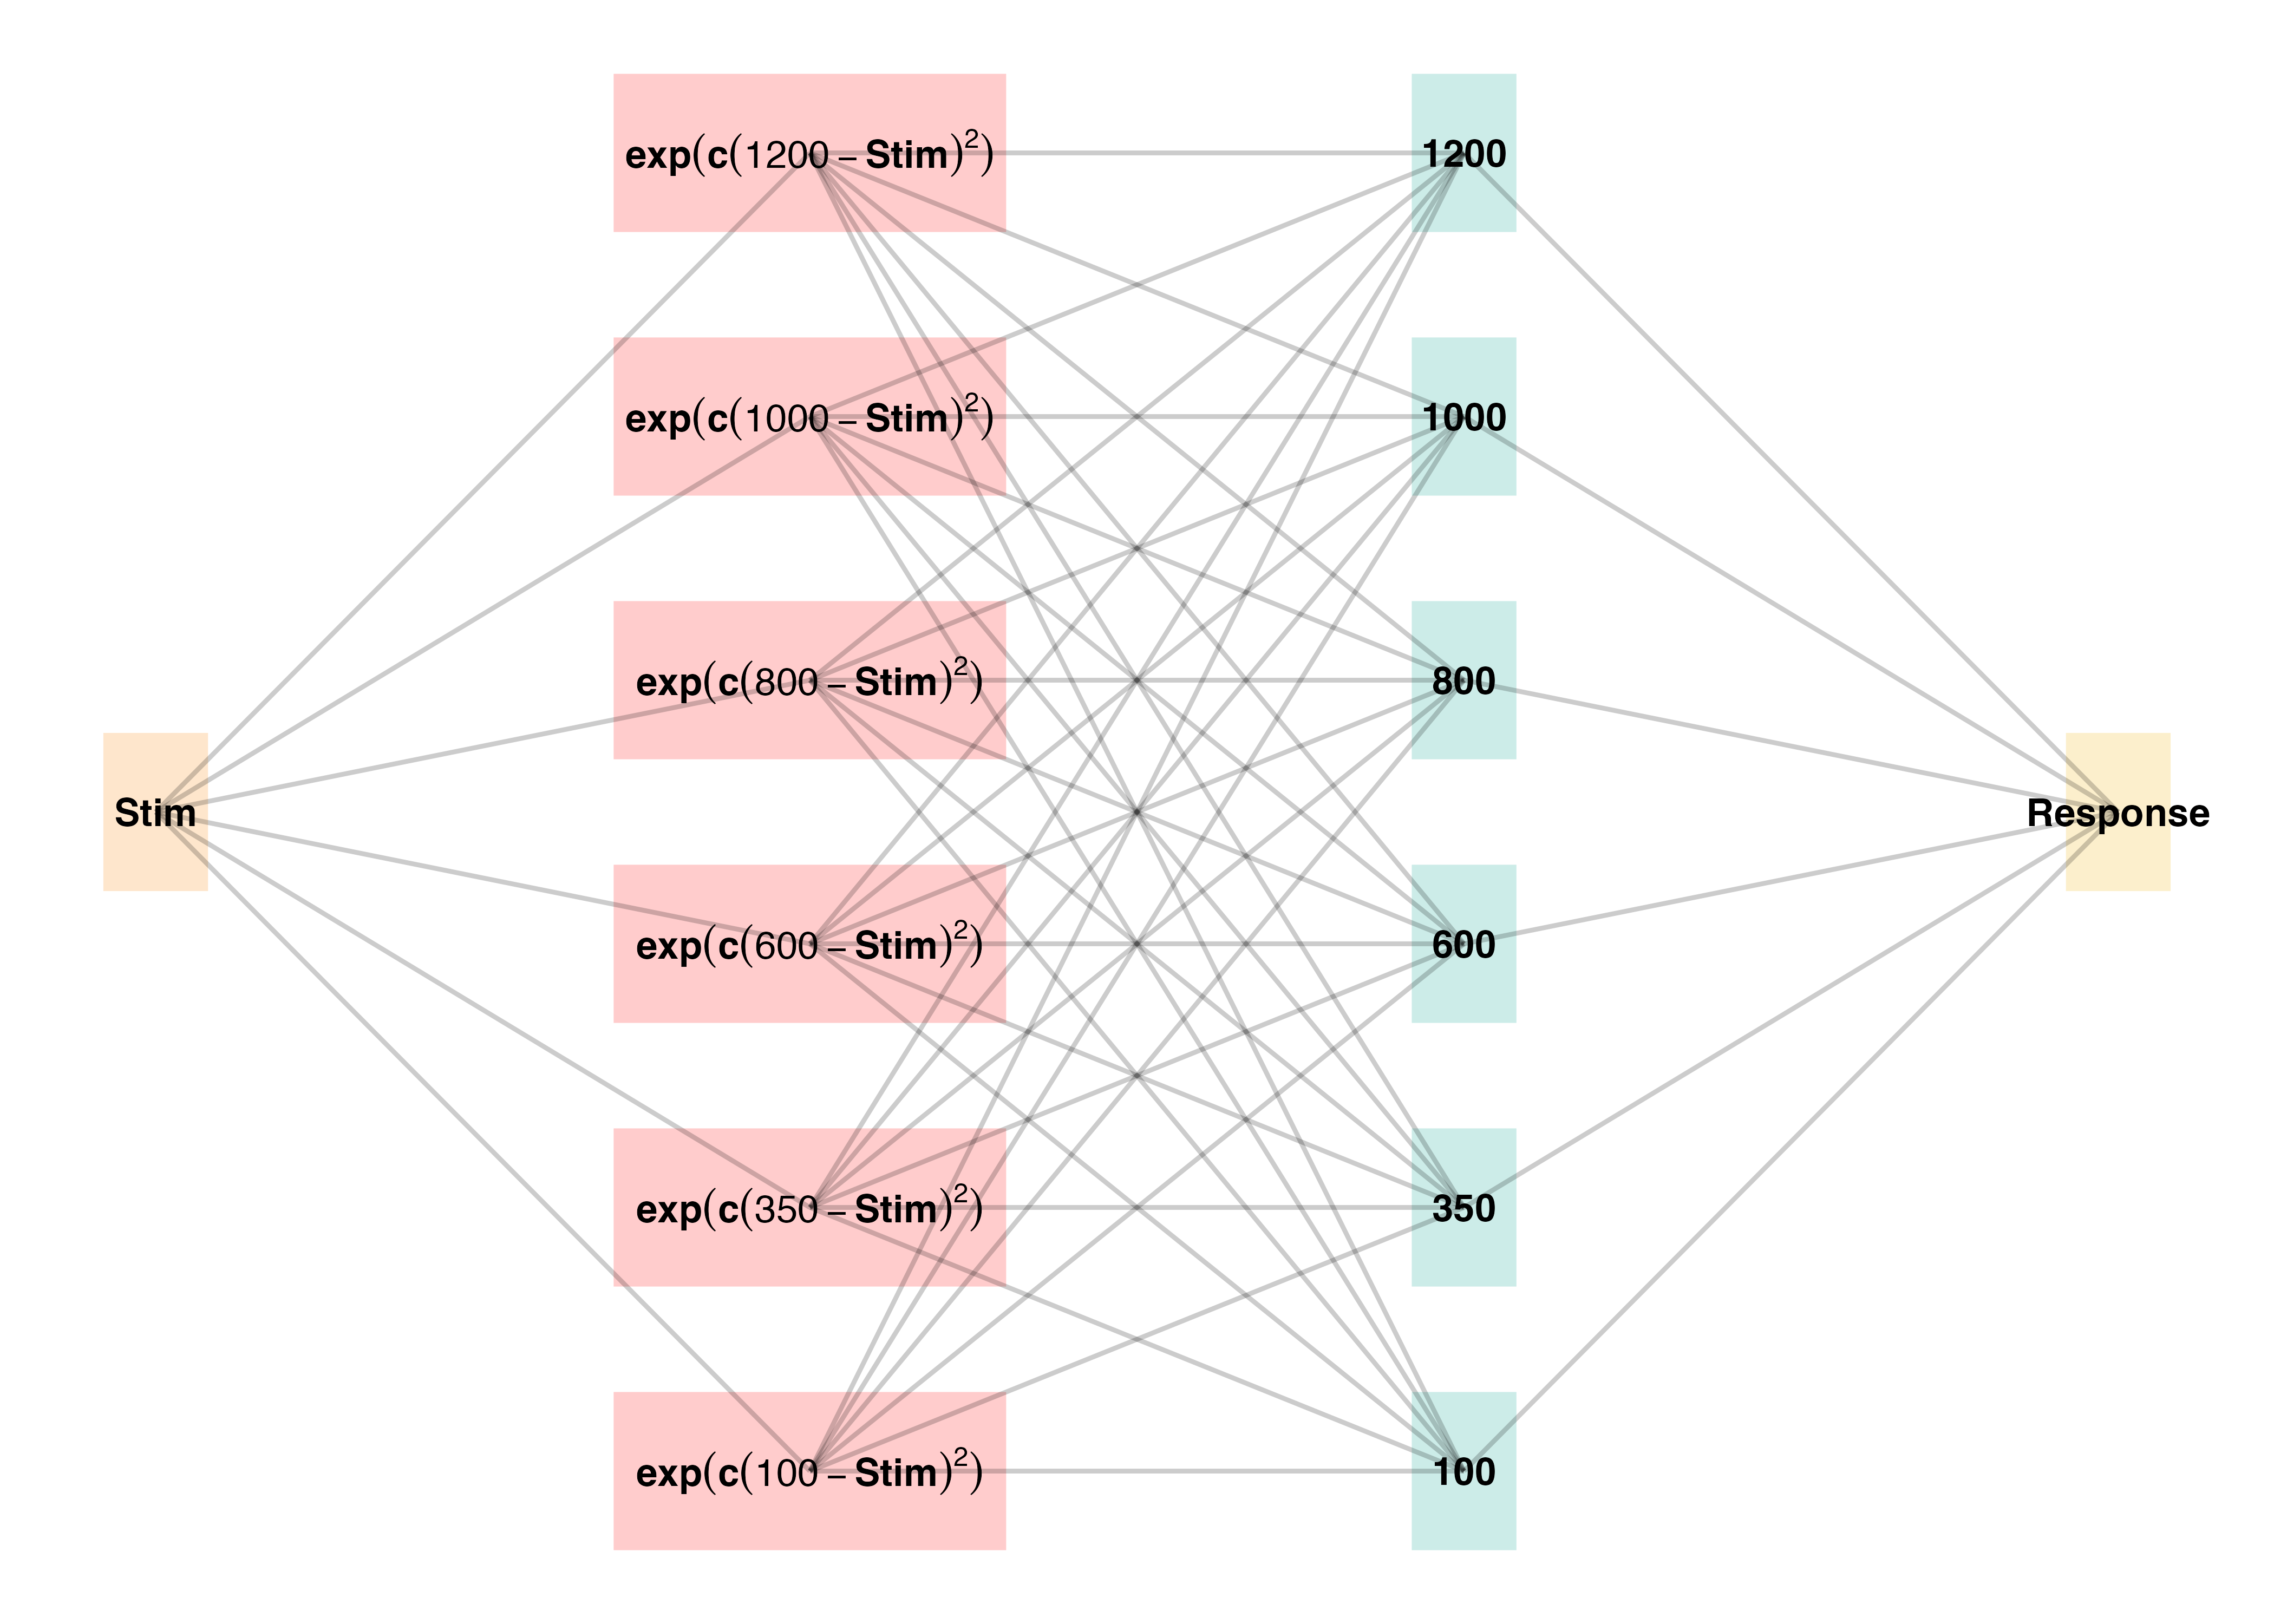 exp(c(1200 – Stim)²)
1200
exp(c(1000 – Stim)²)
1000
exp(c(800 – Stim)²)
800
Stim
Response
exp(c(600 – Stim)²)
600
exp(c(350 – Stim)²)
350
exp(c(100 – Stim)²)
100